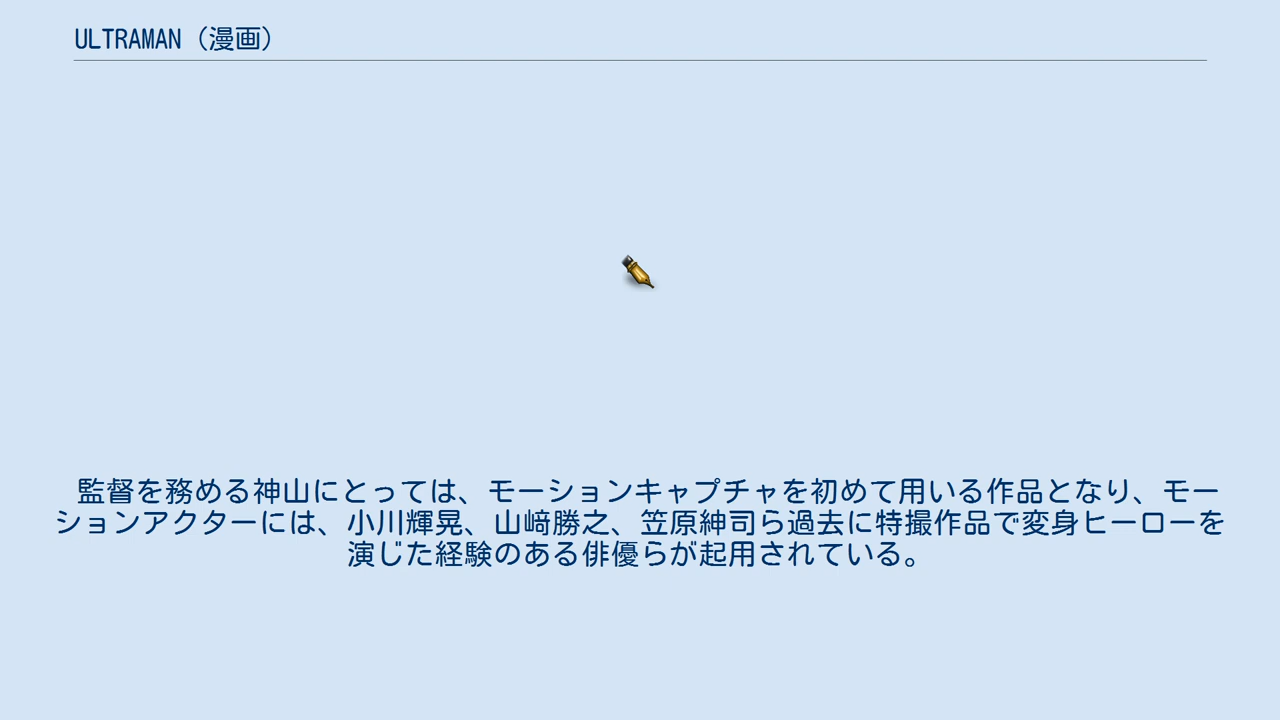 ULTRAMAN（漫画）
監督を務める神山にとっては、モーションキャプチャを初めて用いる作品となり、モー
ションアクターには、小川輝晃、山﨑勝之、笠原紳司ら過去に特撮作品で変身ヒーローを
演じた経験のある俳優らが起用されている。